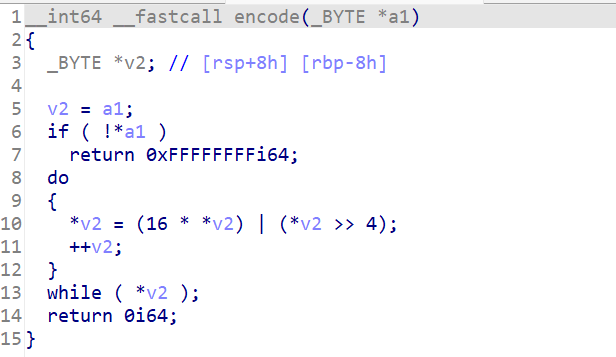 1 __int64 __fastcall encode(_BYTE *a1)
2 {
3   _BYTE *v2; // [rsp+8h] [rbp-8h]
4
5   v2 = a1;
6   if ( !*a1 )
7     return 0xFFFFFFFFi64;
8   do
9   {
10     *v2 = (16 * *v2) | (*v2 >> 4);
11     ++v2;
12   }
13   while ( *v2 );
14   return 0i64;
15 }